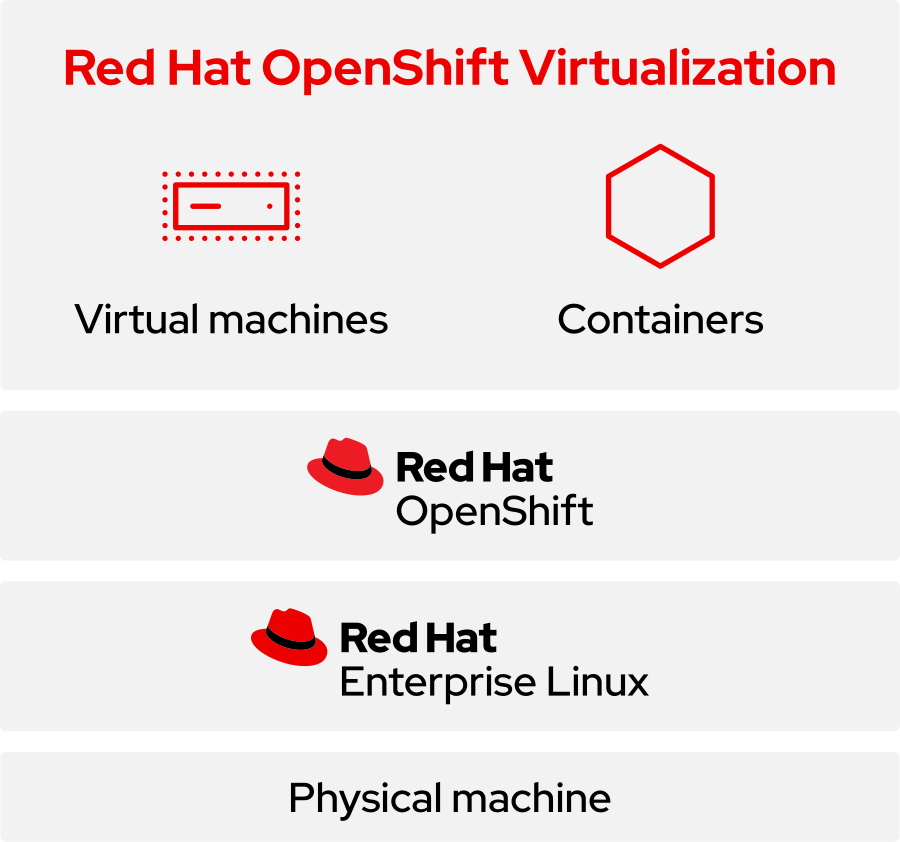 Red Hat OpenShift Virtualization
Virtual machines
Containers
Red Hat
OpenShift
Red Hat
Enterprise Linux
Physical machine